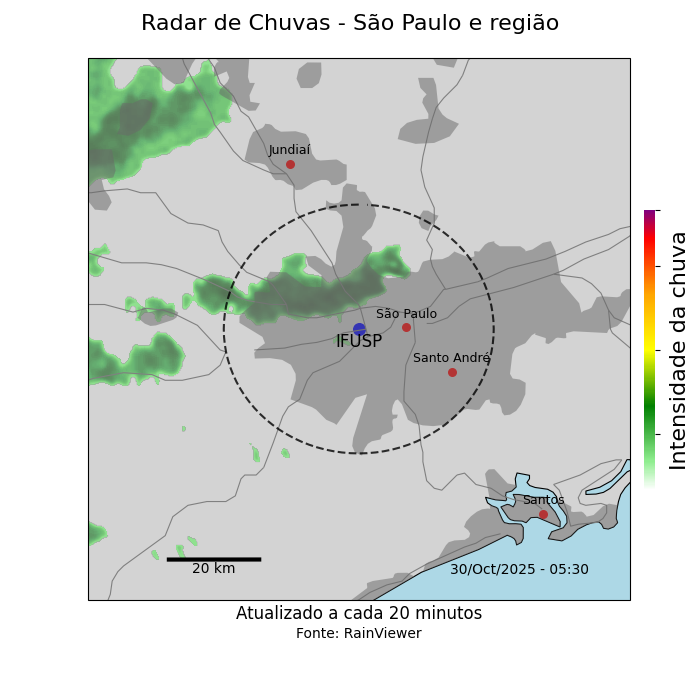 Radar de Chuvas - São Paulo e região
Jundiaí
São Paulo
IFUSP
Santo André
Santos
20 km
30/Oct/2025 - 05:30
Intensidade da chuva
Atualizado a cada 20 minutos
Fonte: RainViewer